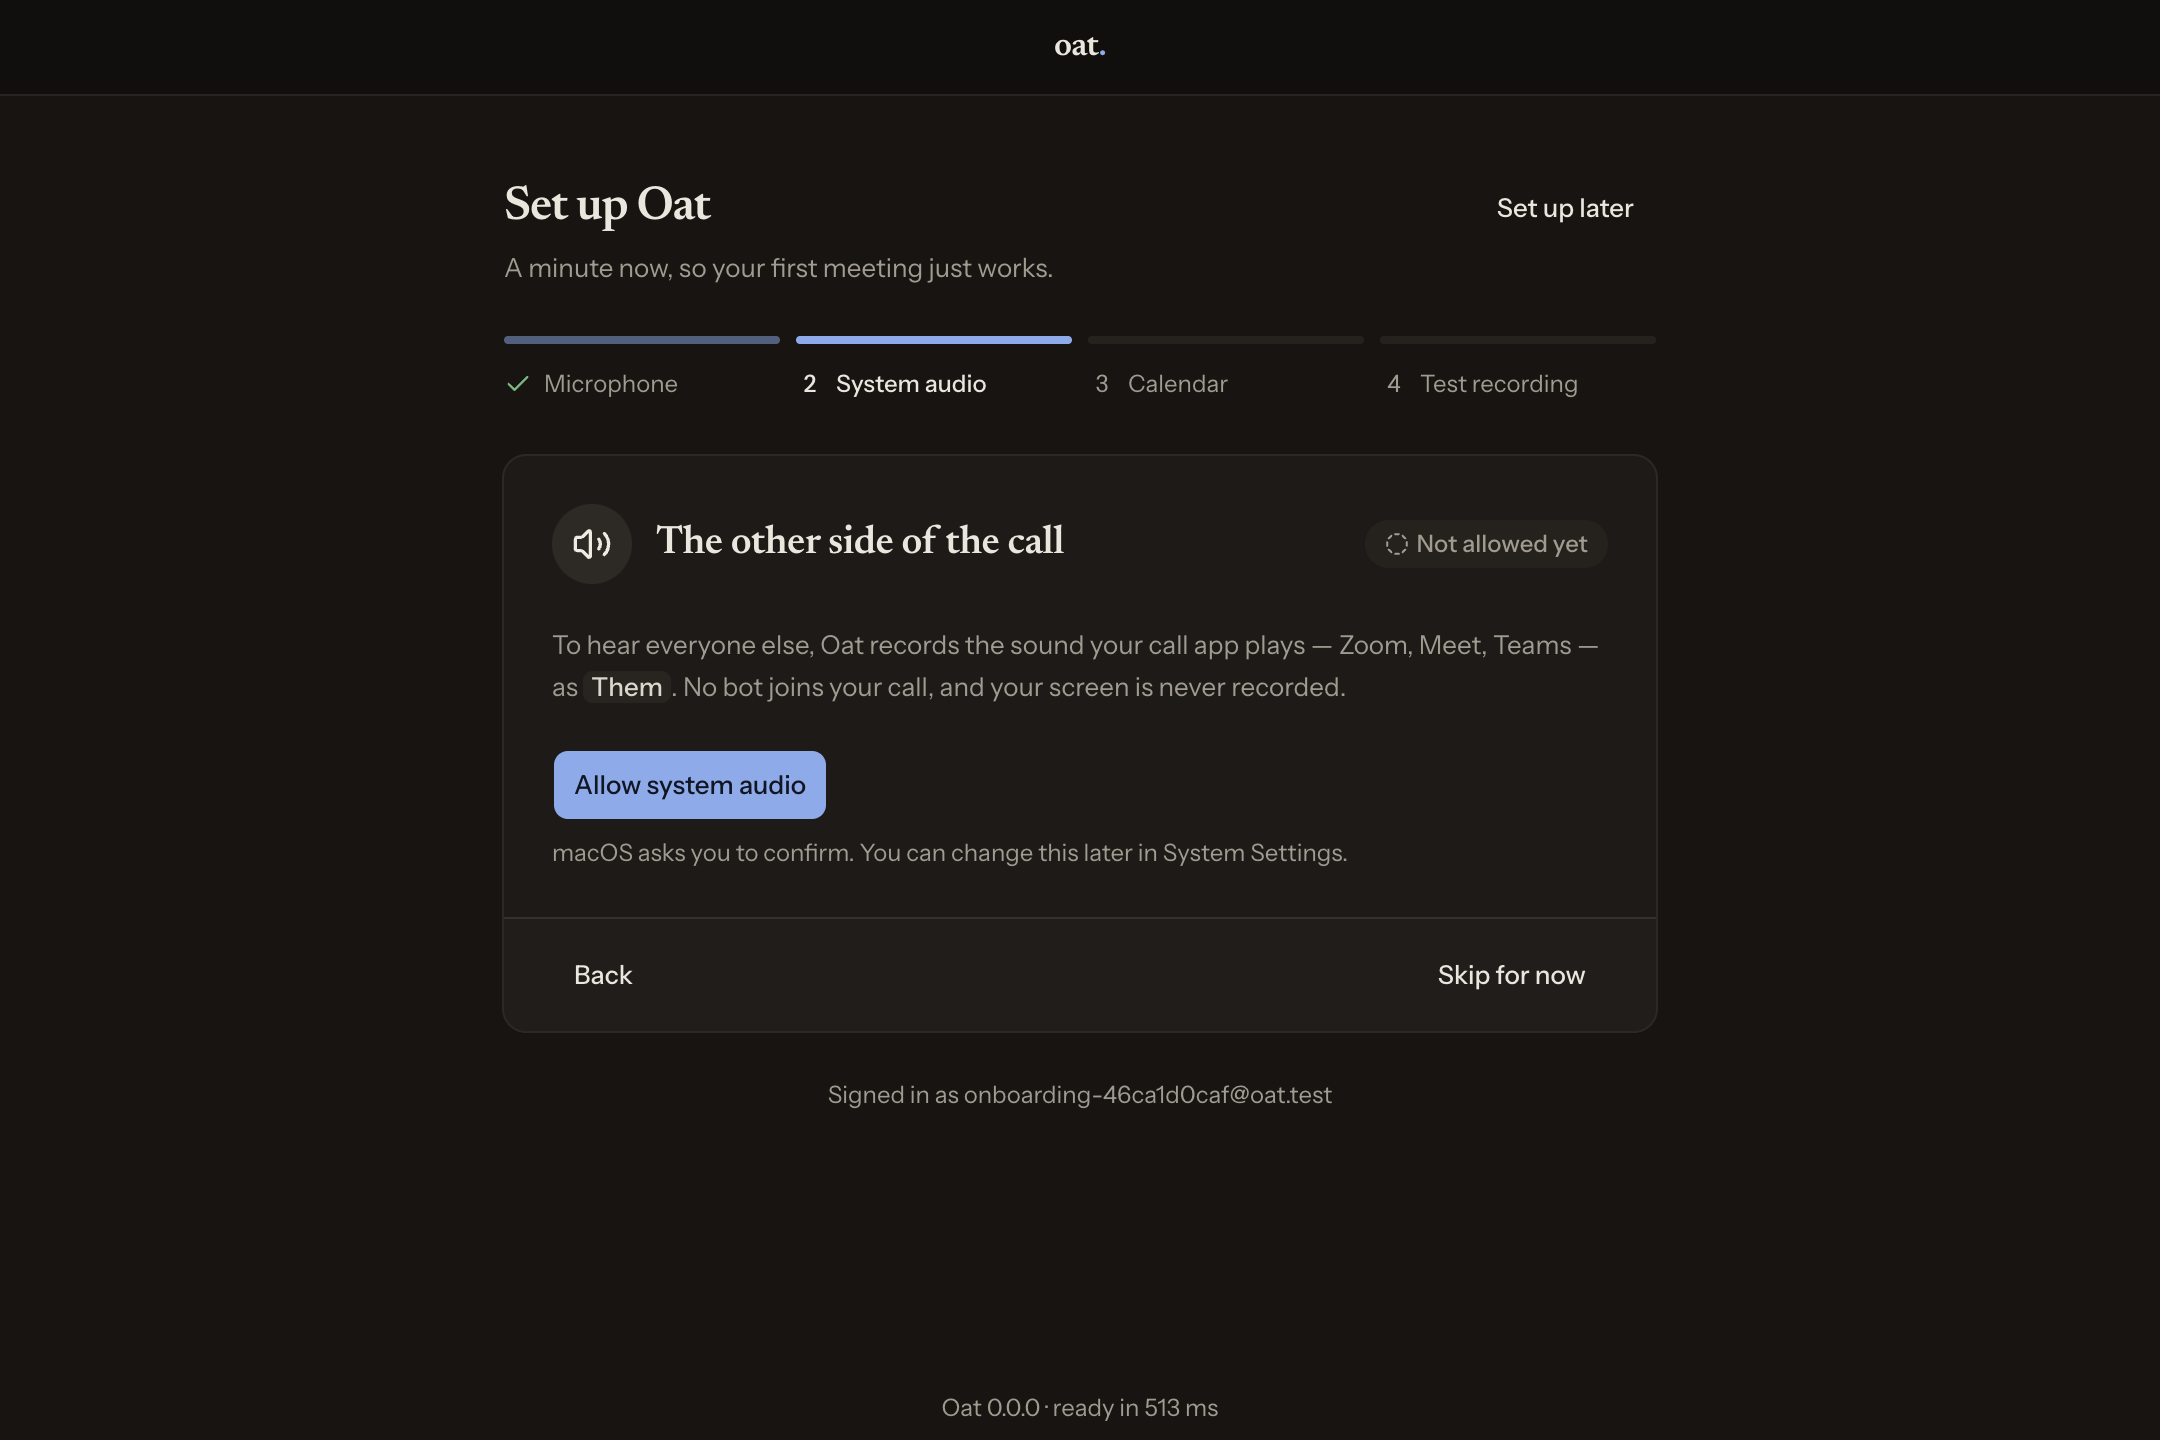 oat.
Set up Oat
Set up later
A minute now, so your first meeting just works.
Microphone
2 System audio
3 Calendar
4 Test recording
The other side of the call
Not allowed yet
To hear everyone else, Oat records the sound your call app plays — Zoom, Meet, Teams —
as Them. No bot joins your call, and your screen is never recorded.
Allow system audio
macOS asks you to confirm. You can change this later in System Settings.
Back
Skip for now
Signed in as onboarding-46ca1d0caf@oat.test
Oat 0.0.0 · ready in 513 ms